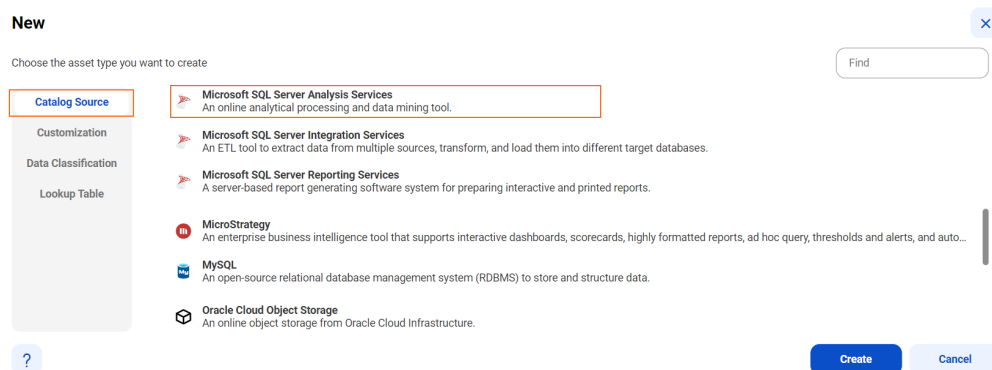 New
×
Choose the asset type you want to create
Find
Catalog Source
Customization
Data Classification
Lookup Table
Microsoft SQL Server Analysis Services
An online analytical processing and data mining tool.
Microsoft SQL Server Integration Services
An ETL tool to extract data from multiple sources, transform, and load them into different target databases.
Microsoft SQL Server Reporting Services
A server-based report generating software system for preparing interactive and printed reports.
MicroStrategy
An enterprise business intelligence tool that supports interactive dashboards, scorecards, highly formatted reports, ad hoc query, thresholds and alerts, and auto...
My
MySQL
An open-source relational database management system (RDBMS) to store and structure data.
Oracle Cloud Object Storage
An online object storage from Oracle Cloud Infrastructure.
?
Create
Cancel